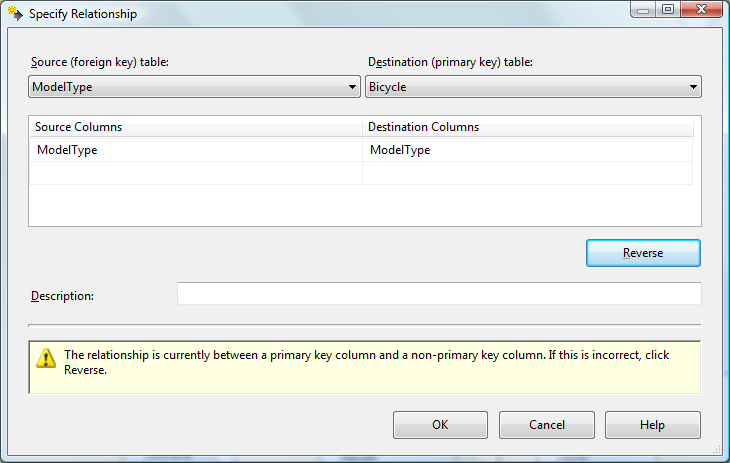 Specify Relationship
Source (foreign key) table: Destination (primary key) table:
ModelType Bicycle
Source Columns Destination Columns
ModelType ModelType
Reverse
Description:
The relationship is currently between a primary key column and a non-primary key column. If this is incorrect, click
Reverse.
OK Cancel Help